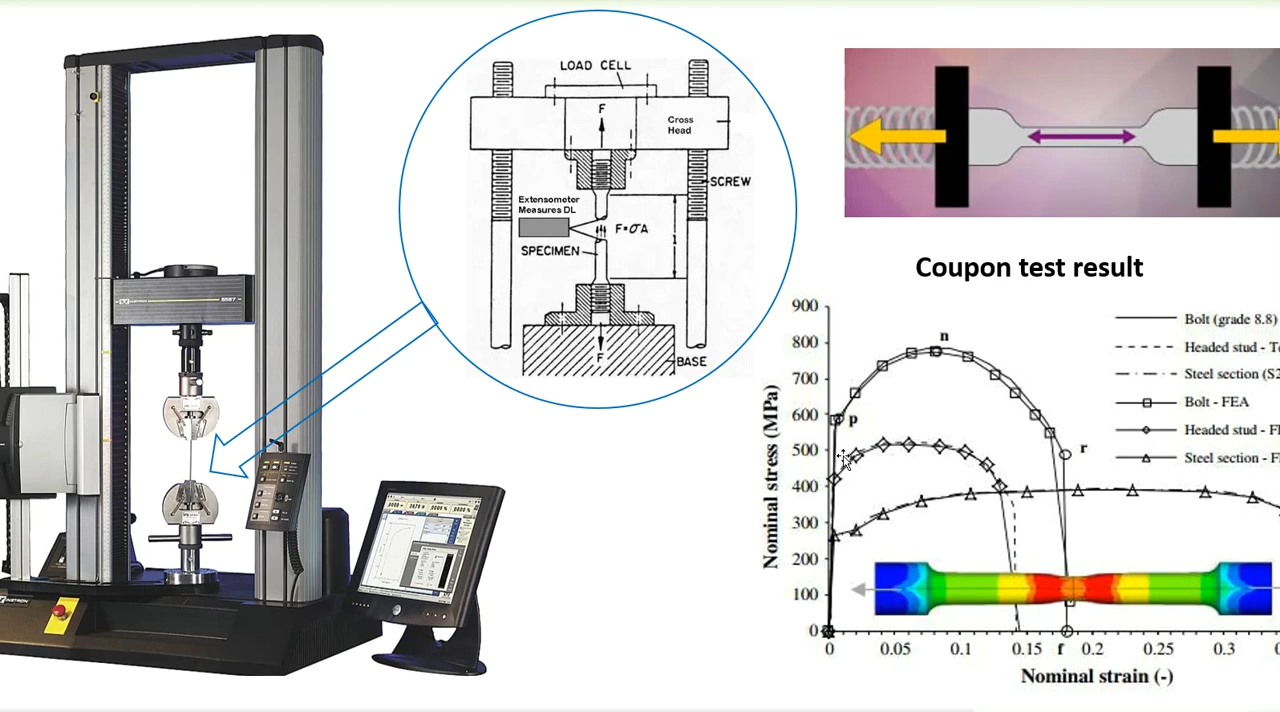 LOAD CELL
F
Cross
Head
SCREW
Extensometer
Measures DL
F=σA
l
SPECIMEN
F
BASE
INSTRON
5567
INSTRON
Coupon test result
900
800
700
600
500
400
300
200
100
0
Nominal stress (MPa)
n
p
r
Bolt (grade 8.8)
Headed stud - Te
Steel section (S2
Bolt - FEA
Headed stud - FE
Steel section - FE
0
0.05
0.1
0.15
f
0.2
0.25
0.3
Nominal strain (-)